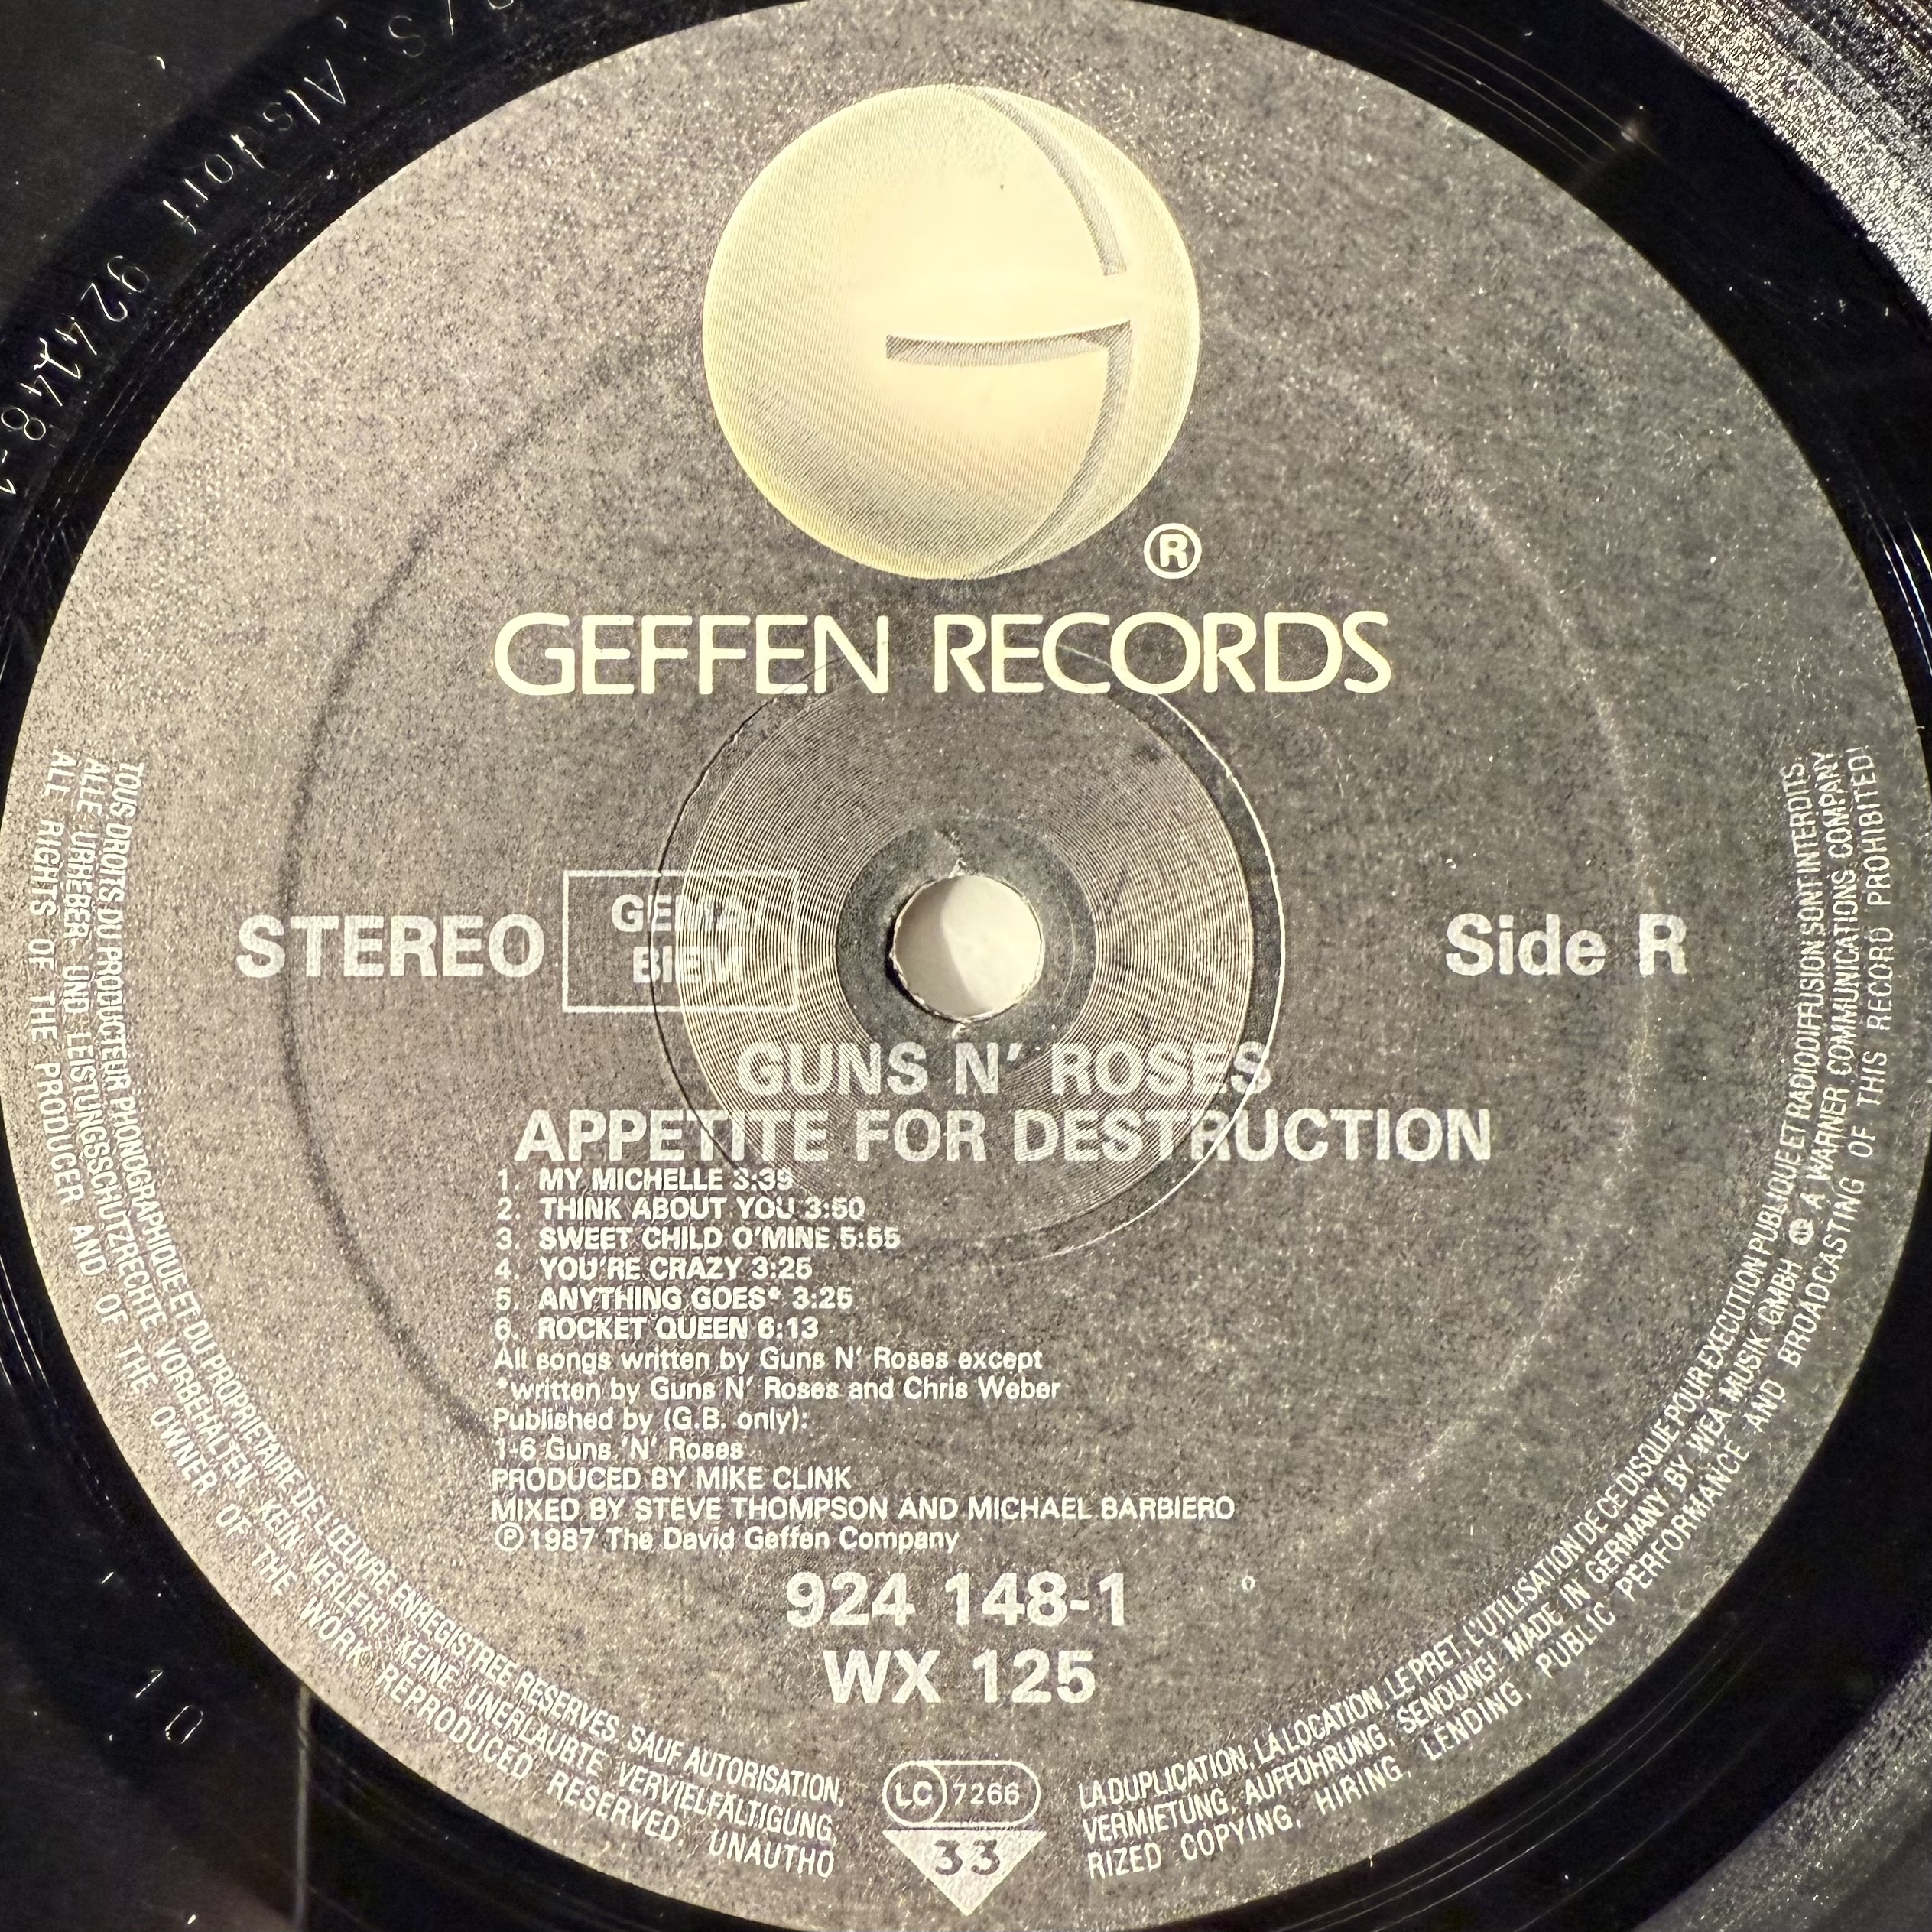 R/S Alsdorf 924148-1
®
GEFFEN RECORDS
STEREO
GEMA
BIEM
Side R
GUNS N' ROSES
APPETITE FOR DESTRUCTION
1. MY MICHELLE 3:39
2. THINK ABOUT YOU 3:50
3. SWEET CHILD O'MINE 5:55
4. YOU'RE CRAZY 3:25
5. ANYTHING GOES* 3:25
6. ROCKET QUEEN 6:13
All songs written by Guns N' Roses except
*written by Guns N' Roses and Chris Weber
Published by (G.B. only):
1-6 Guns 'N' Roses
PRODUCED BY MIKE CLINK
MIXED BY STEVE THOMPSON AND MICHAEL BARBIERO
℗ 1987 The David Geffen Company
924 148-1
WX 125
LC 7266
33
TOUS DROITS DU PRODUCTEUR PHONOGRAPHIQUE ET DU PROPRIETAIRE DE L'ŒUVRE ENREGISTREE RESERVES. SAUF AUTORISATION, LA DUPLICATION, LA LOCATION, LE PRET, L'UTILISATION DE CE DISQUE POUR EXECUTION PUBLIQUE ET RADIODIFFUSION SONT INTERDITS.
ALLE URHEBER UND LEISTUNGSSCHUTZRECHTE VORBEHALTEN. KEIN VERLEIH! KEINE UNERLAUBTE VERVIELFÄLTIGUNG, VERMIETUNG, AUFFÜHRUNG, SENDUNG! MADE IN GERMANY BY WEA MUSIK GMBH A WARNER COMMUNICATIONS COMPANY
ALL RIGHTS OF THE PRODUCER AND OF THE OWNER OF THE WORK REPRODUCED RESERVED. UNAUTHORIZED COPYING, HIRING, LENDING, PUBLIC PERFORMANCE AND BROADCASTING OF THIS RECORD PROHIBITED!
10